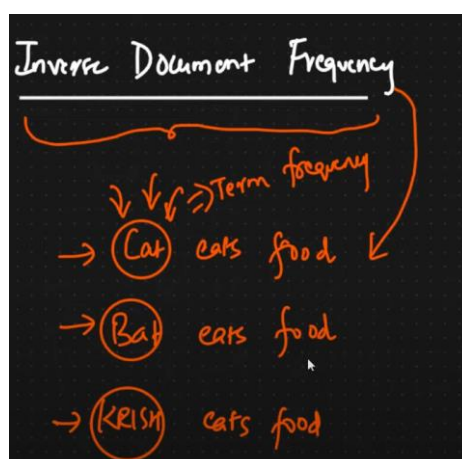 Inverse Document Frequency
⇒ Term frequency
→ Cat eats food
→ Bat eats food
→ KRISH eats food